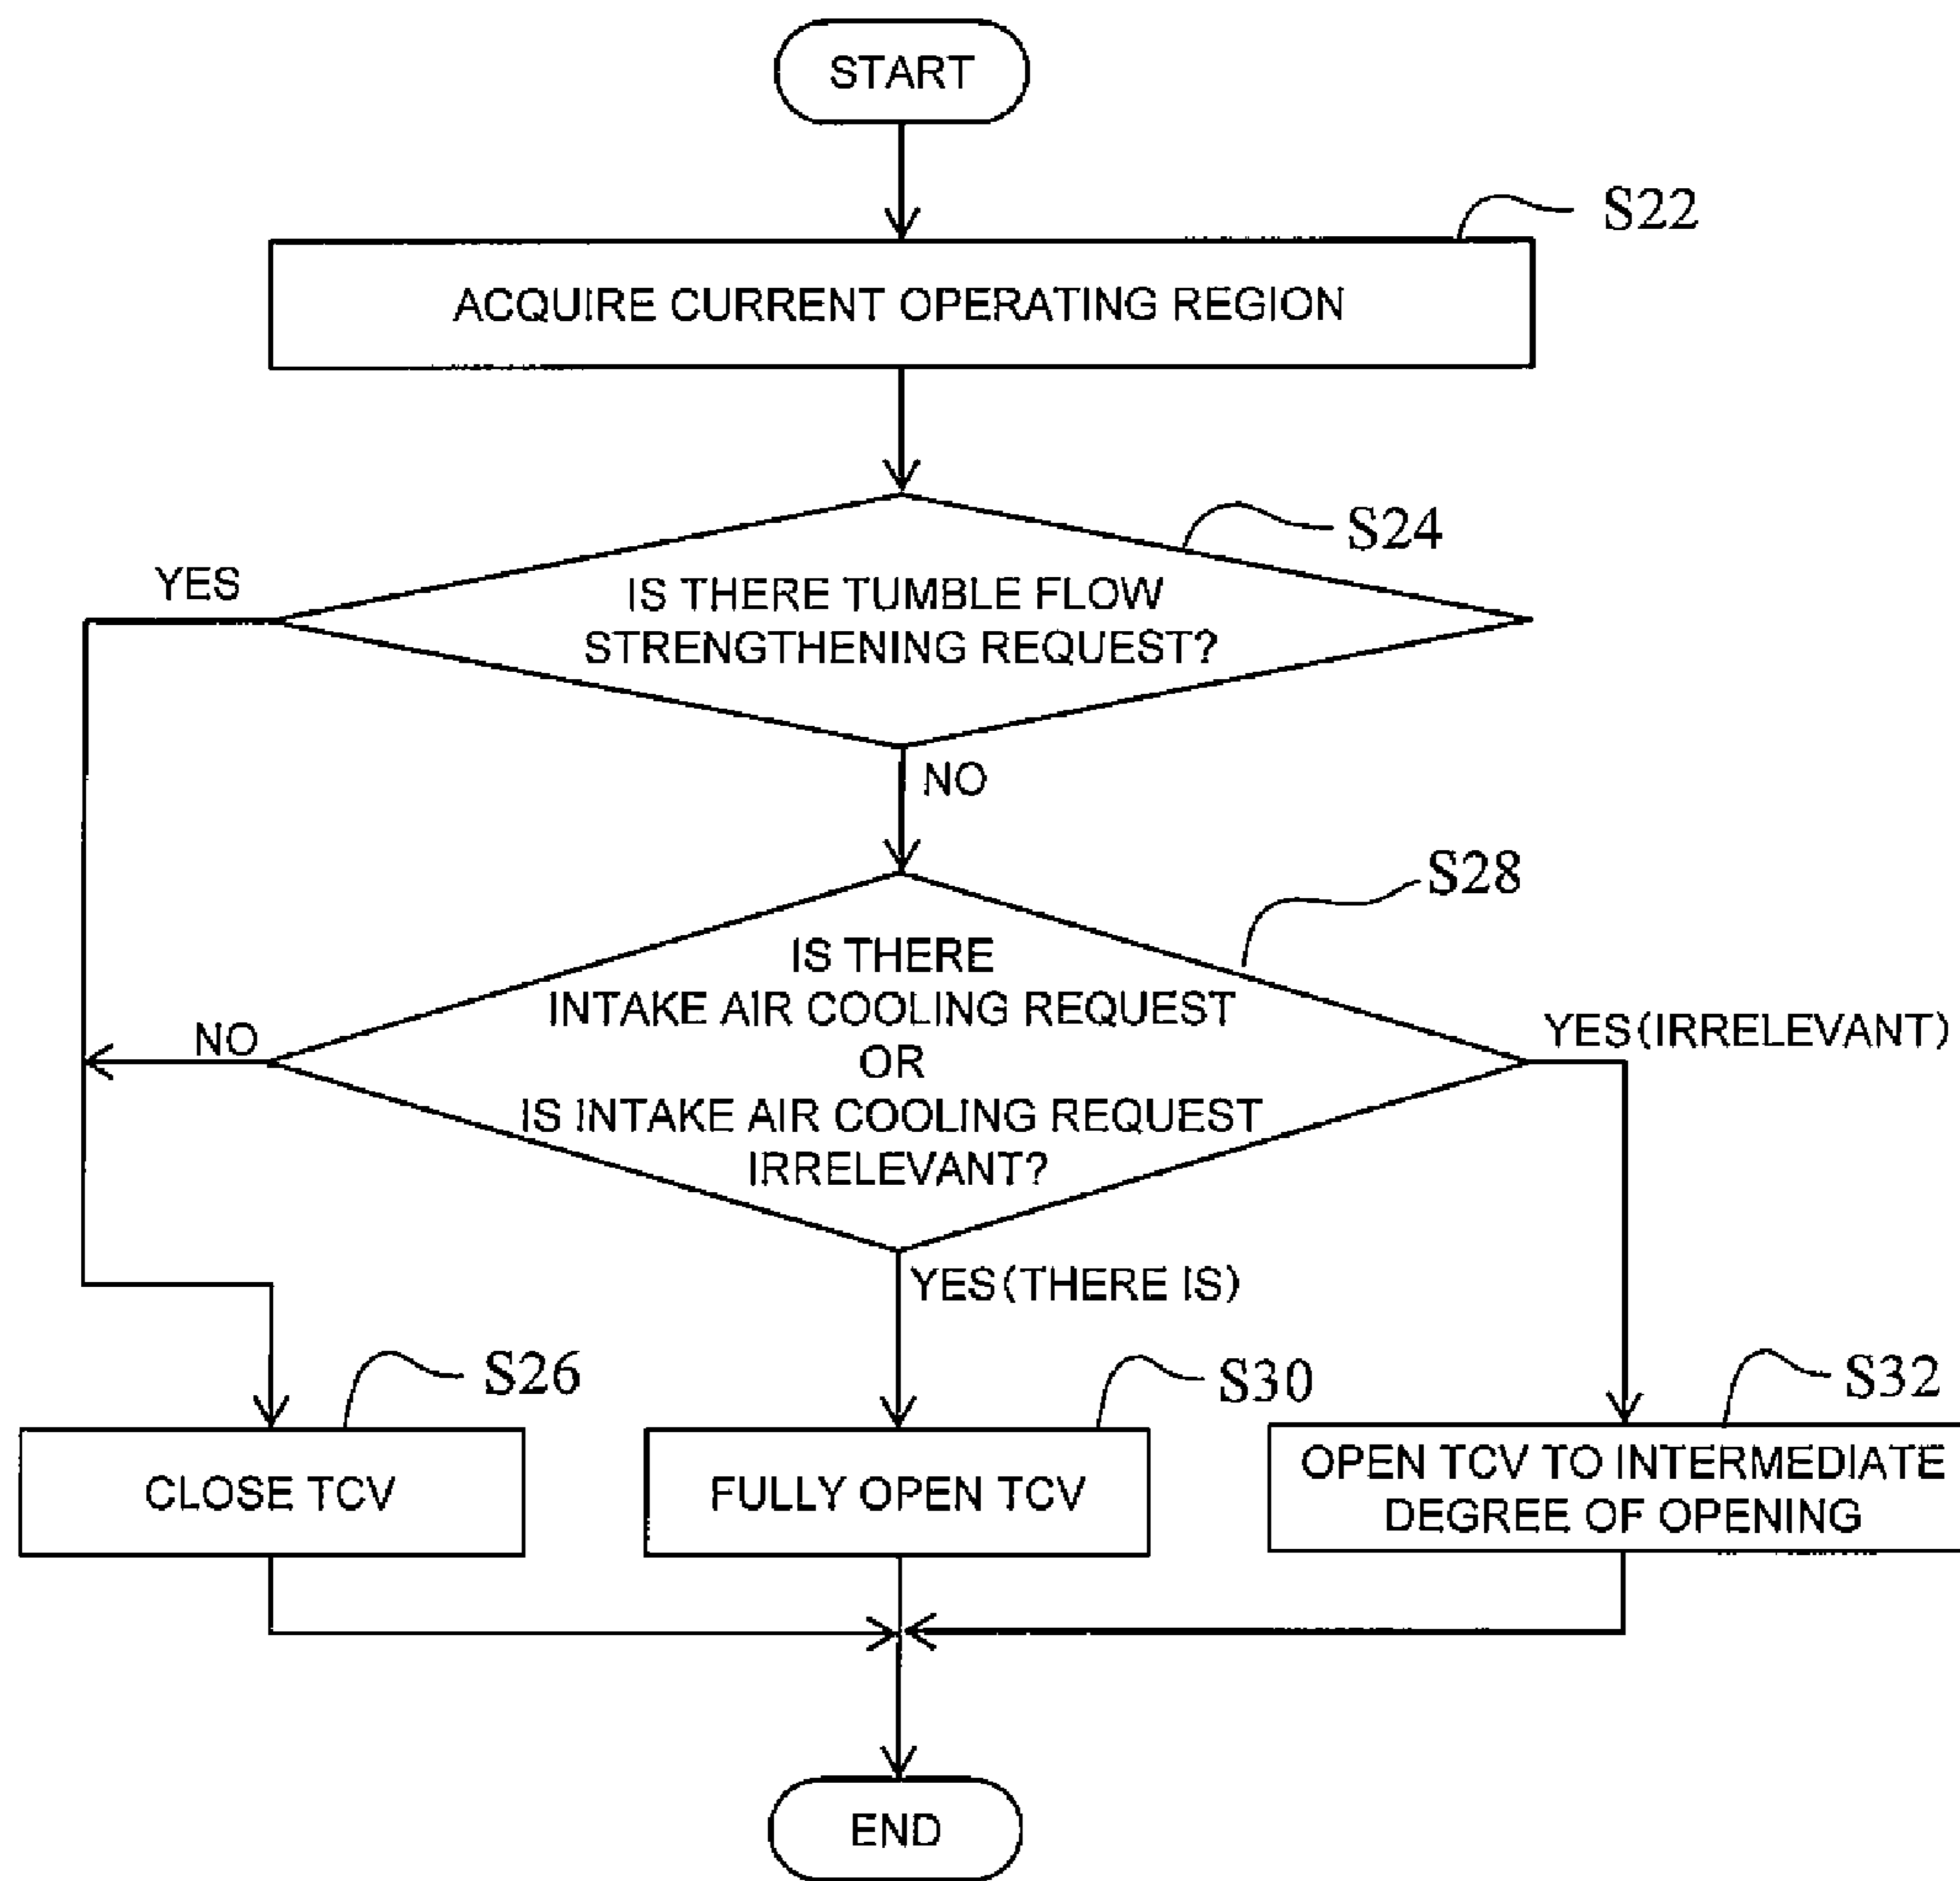 START
S22
ACQUIRE CURRENT OPERATING REGION
S24
YES
IS THERE TUMBLE FLOW
STRENGTHENING REQUEST?
NO
S28
IS THERE
INTAKE AIR COOLING REQUEST
OR
IS INTAKE AIR COOLING REQUEST
IRRELEVANT?
NO
YES(IRRELEVANT)
YES(THERE IS)
S26
S30
S32
CLOSE TCV
FULLY OPEN TCV
OPEN TCV TO INTERMEDIATE
DEGREE OF OPENING
END